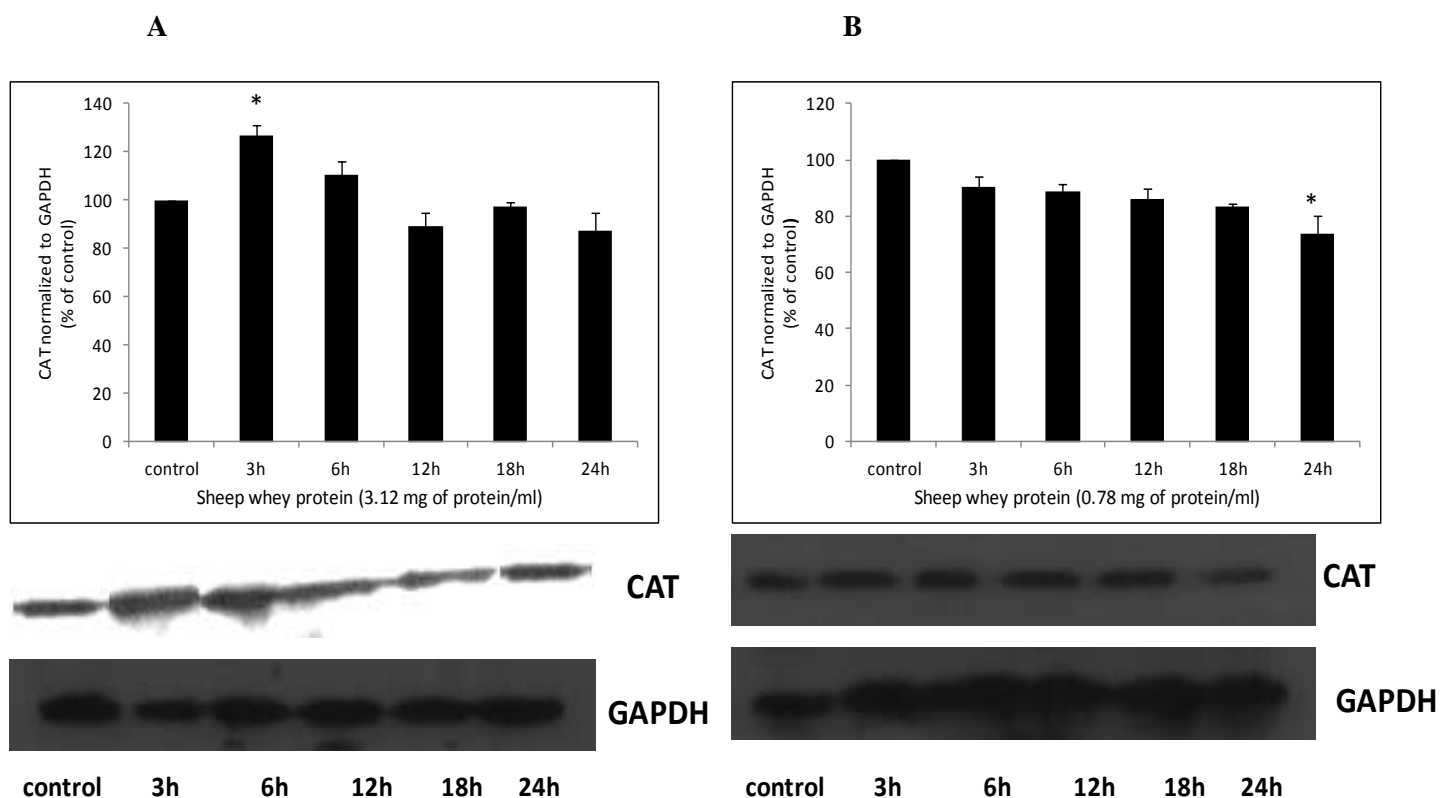 A
B
140
120
100
80
60
40
20
0
*
CAT normalized to GAPDH
(% of control)
control 3h 6h 12h 18h 24h
Sheep whey protein (3.12 mg of protein/ml)
120
100
80
60
40
20
0
*
CAT normalized to GAPDH
(% of control)
control 3h 6h 12h 18h 24h
Sheep whey protein (0.78 mg of protein/ml)
CAT
GAPDH
control 3h 6h 12h 18h 24h
CAT
GAPDH
control 3h 6h 12h 18h 24h